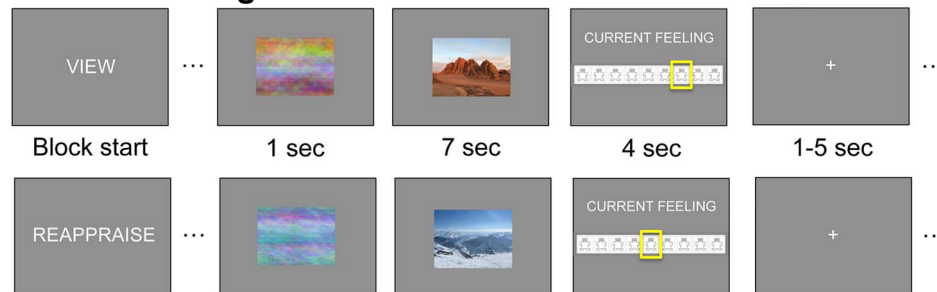 VIEW
...
CURRENT FEELING
+
..
Block start
1 sec
7 sec
4 sec
1-5 sec
REAPPRAISE
...
CURRENT FEELING
+
..